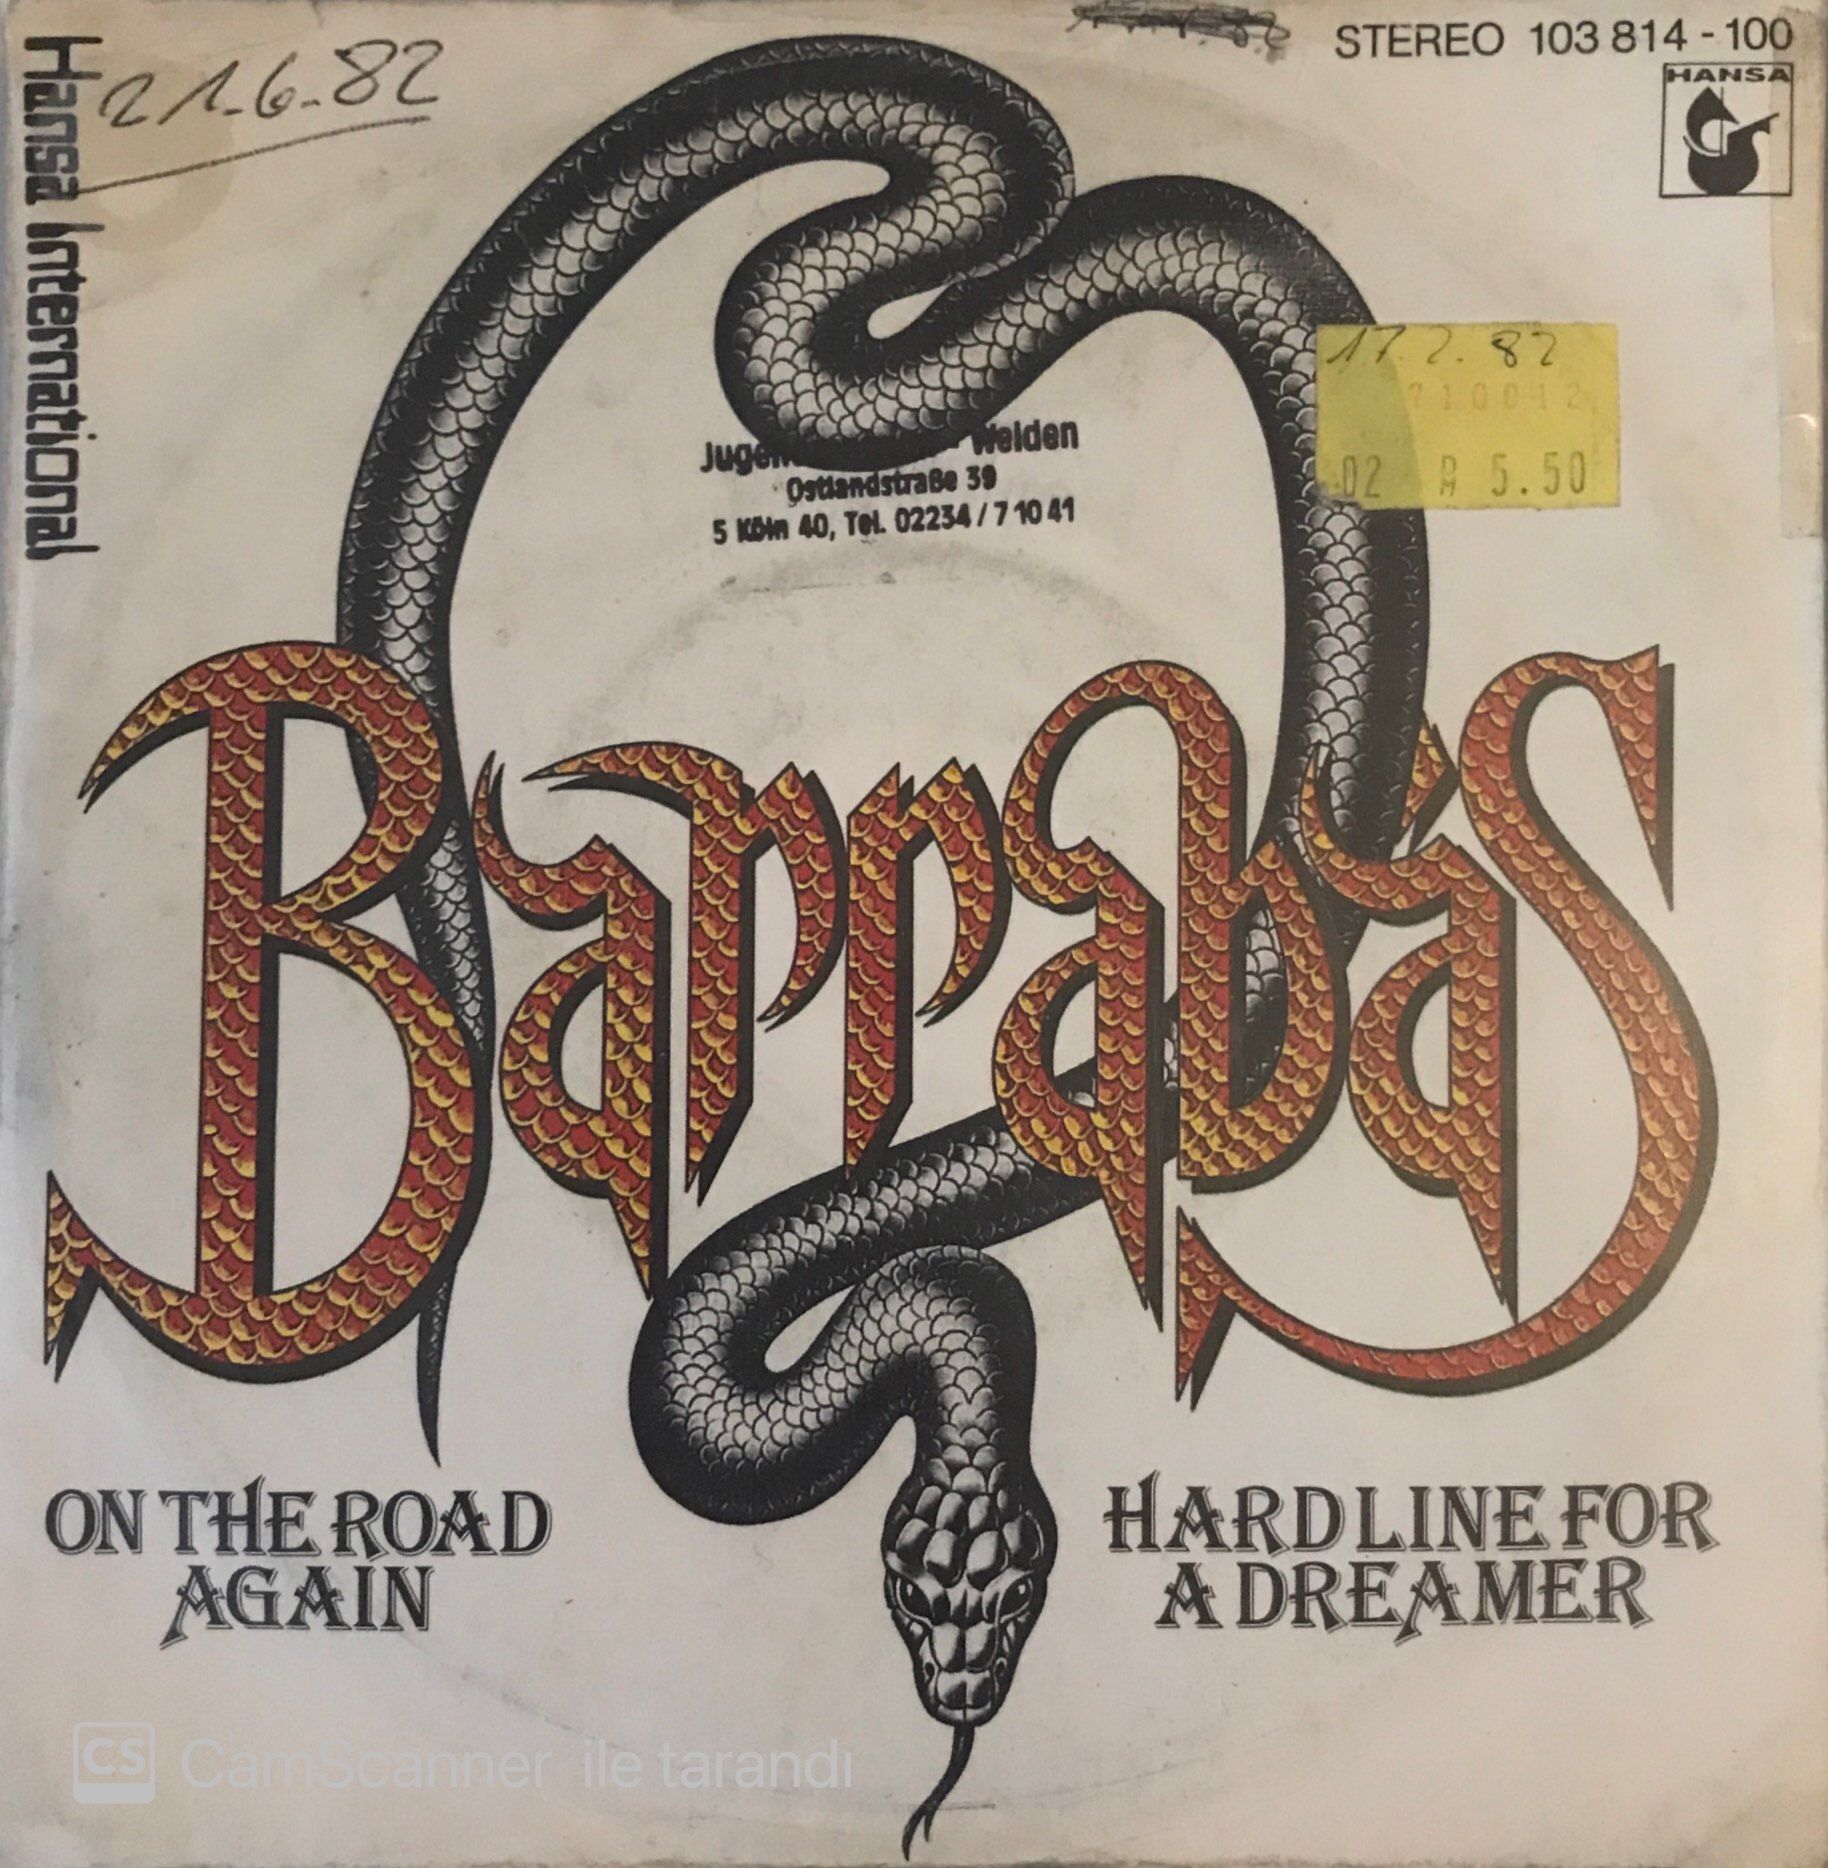 Hansa International
21.6.82
STEREO 103 814 - 100
HANSA
17.2.82
710012
02 A 5.50
Weiden
Ostlandstraße 39
5 Köln 40, Tel. 02234 / 7 10 41
Barrabas
ON THE ROAD
AGAIN
HARD LINE FOR
A DREAMER
CS CamScanner ile tarandı